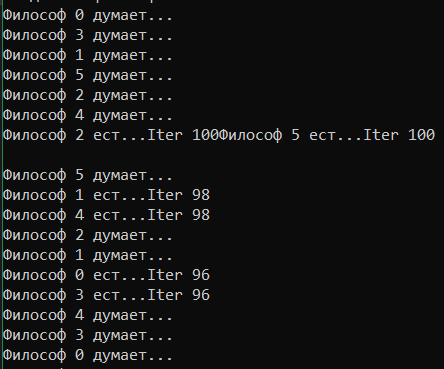 Философ 0 думает...
Философ 3 думает...
Философ 1 думает...
Философ 5 думает...
Философ 2 думает...
Философ 4 думает...
Философ 2 ест...Iter 100Философ 5 ест...Iter 100
Философ 5 думает...
Философ 1 ест...Iter 98
Философ 4 ест...Iter 98
Философ 2 думает...
Философ 1 думает...
Философ 0 ест...Iter 96
Философ 3 ест...Iter 96
Философ 4 думает...
Философ 3 думает...
Философ 0 думает...